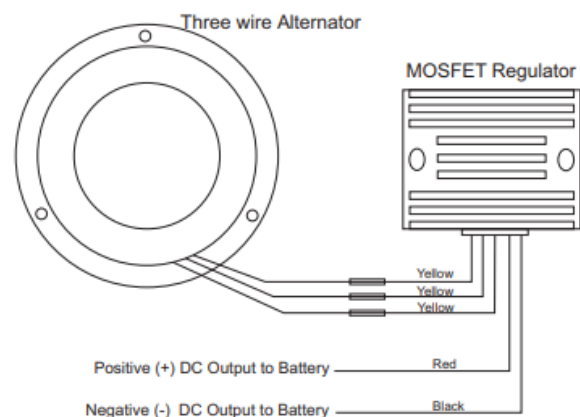 Three wire Alternator
MOSFET Regulator
Yellow
Yellow
Yellow
Positive (+) DC Output to Battery
Red
Negative (-) DC Output to Battery
Black